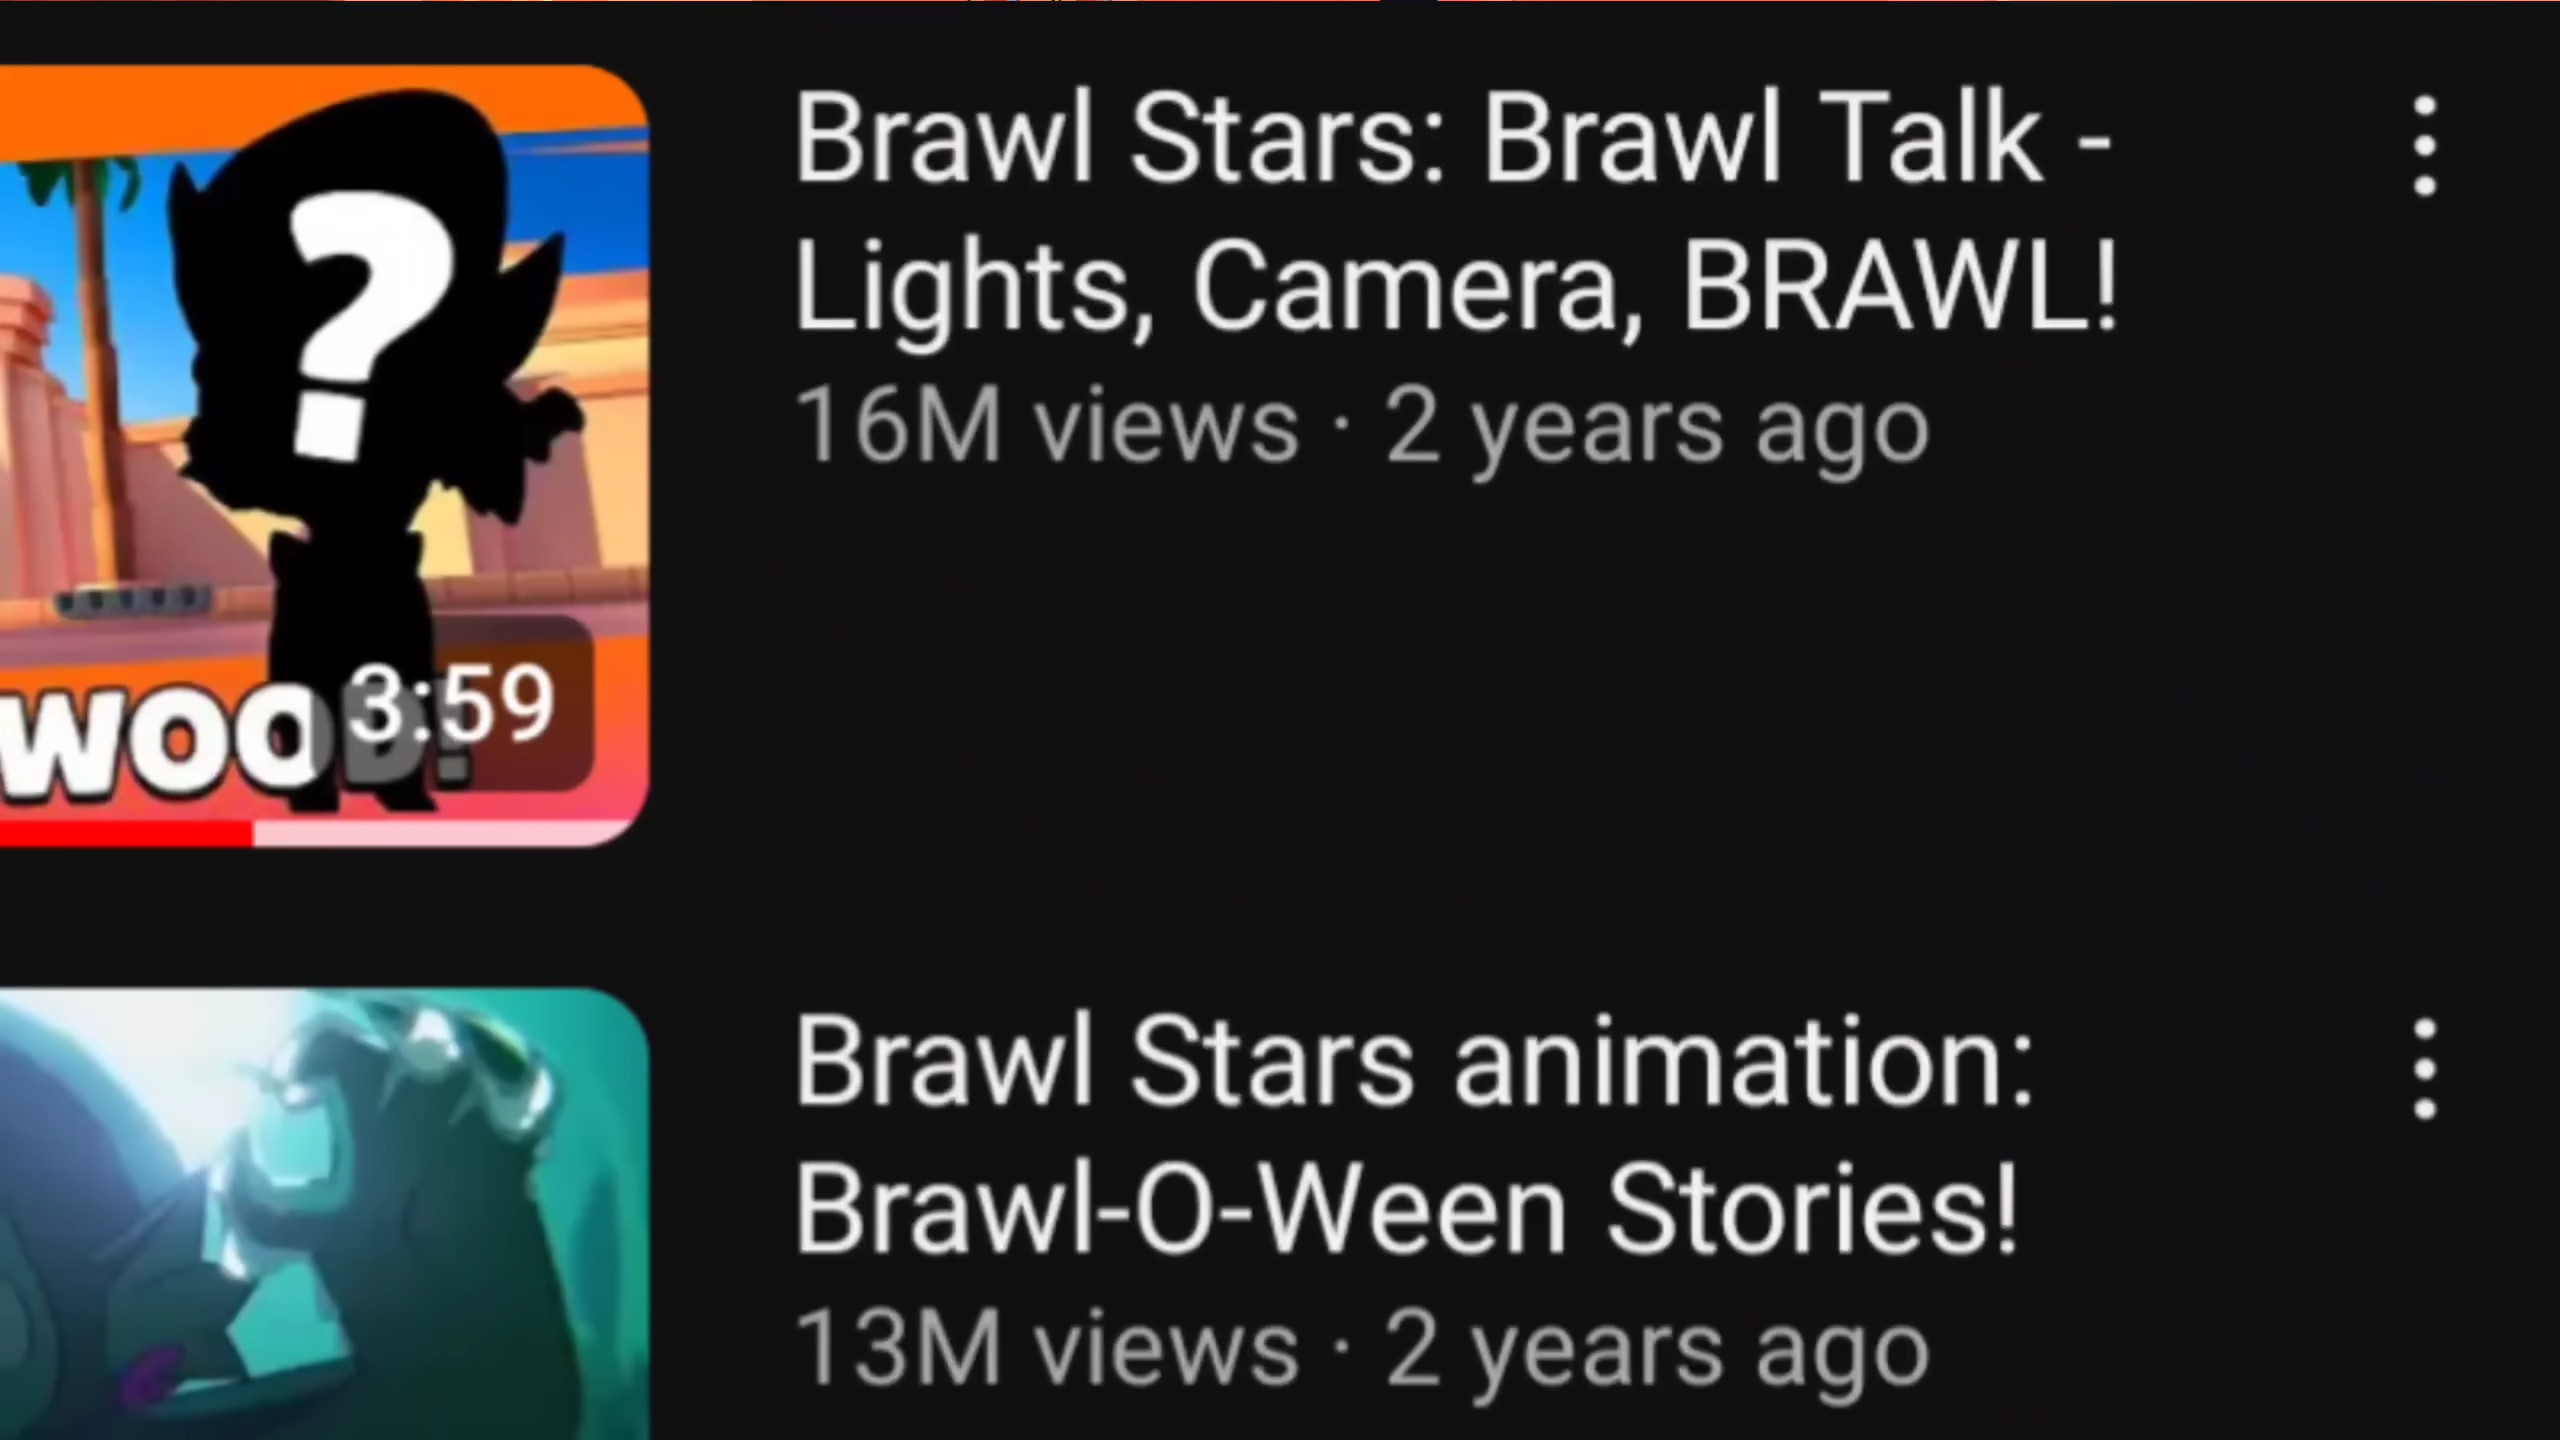 ?
Brawl Stars: Brawl Talk -
Lights, Camera, BRAWL!
16M views · 2 years ago
WOOD!
3:59
Brawl Stars animation:
Brawl-O-Ween Stories!
13M views · 2 years ago